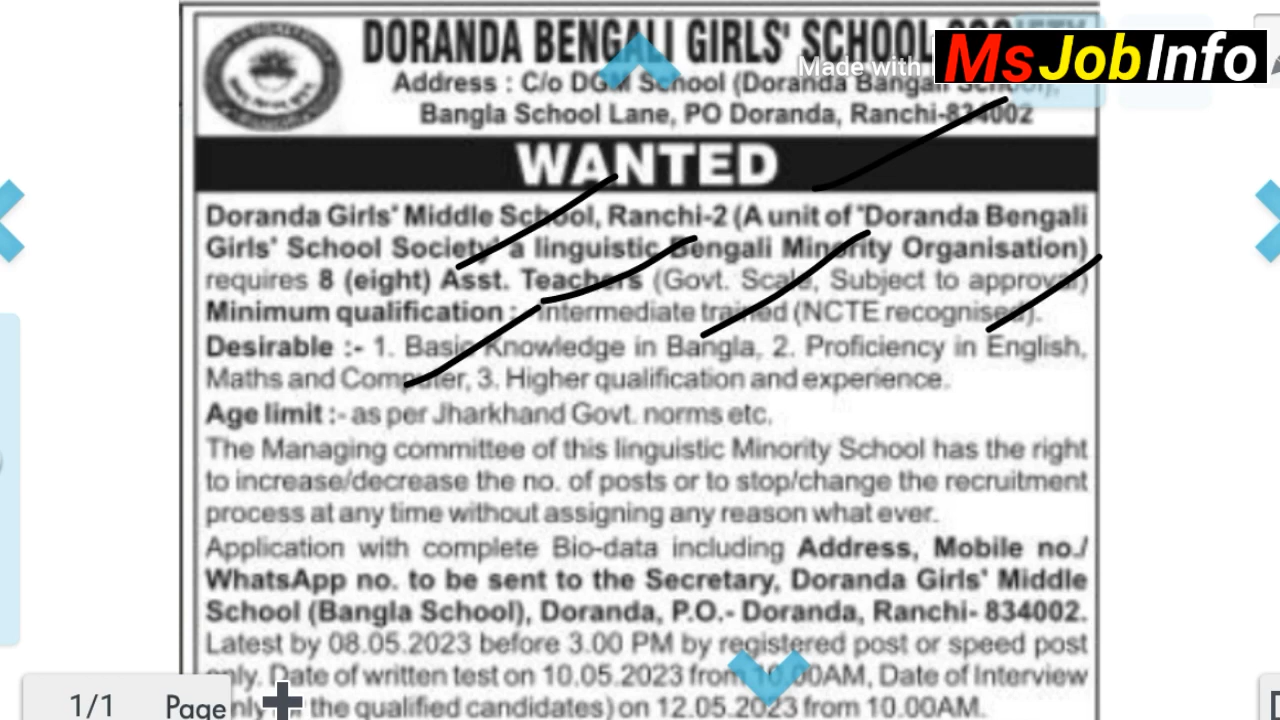 DORANDA BENGALI GIRLS' SCHOOL SOCIETY
Made with
MsJobInfo
Address : C/o DGM School (Doranda Bangali School),
Bangla School Lane, PO Doranda, Ranchi-834002
WANTED
Doranda Girls' Middle School, Ranchi-2 (A unit of "Doranda Bengali
Girls' School Society' a linguistic Bengali Minority Organisation)
requires 8 (eight) Asst. Teachers (Govt. Scale, Subject to approval)
Minimum qualification :- Intermediate trained (NCTE recognised).
Desirable :- 1. Basic Knowledge in Bangla, 2. Proficiency in English,
Maths and Computer, 3. Higher qualification and experience.
Age limit :- as per Jharkhand Govt. norms etc.
The Managing committee of this linguistic Minority School has the right
to increase/decrease the no. of posts or to stop/change the recruitment
process at any time without assigning any reason what ever.
Application with complete Bio-data including Address, Mobile no./
WhatsApp no. to be sent to the Secretary, Doranda Girls' Middle
School (Bangla School), Doranda, P.O.- Doranda, Ranchi- 834002.
Latest by 08.05.2023 before 3.00 PM by registered post or speed post
only. Date of written test on 10.05.2023 from 10.00AM, Date of Interview
the qualified candidates) on 12.05.2023 from 10.00AM.
1/1 Page